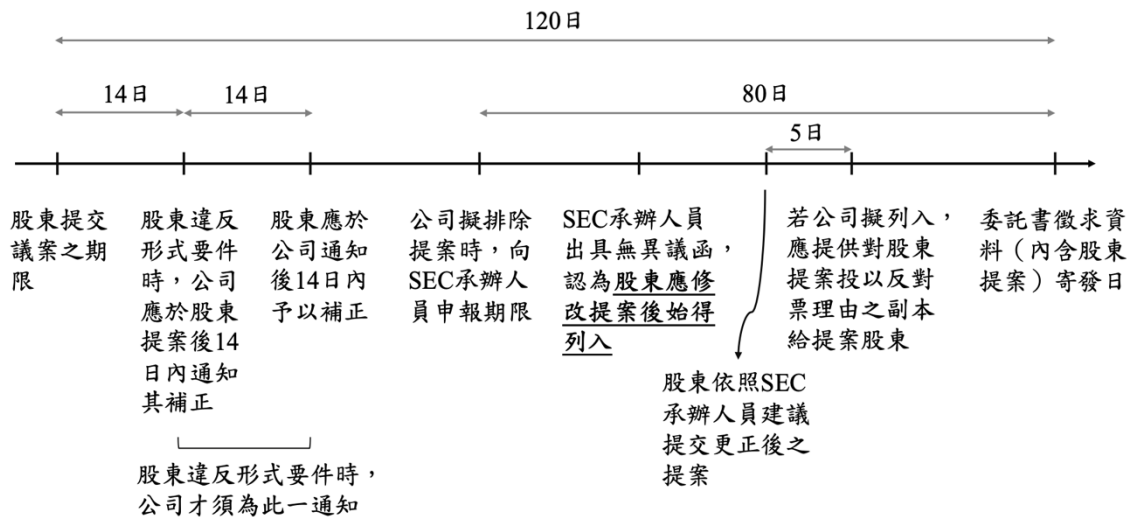 120日
14日
14日
80日
5日
股東提交
議案之期
限
股東違反
形式要件
時，公司
應於股東
提案後14
日內通知
其補正
股東應於
公司通知
後14日內
予以補正
公司擬排除
提案時，向
SEC承辦人
員申報期限
SEC承辦人員
出具無異議函，
認為股東應修
改提案後始得
列入
若公司擬列入，
應提供對股東
提案投以反對
票理由之副本
給提案股東
委託書徵求資
料（內含股東
提案）寄發日
股東依照SEC
承辦人員建議
提交更正後之
提案
股東違反形式要件時，
公司才須為此一通知